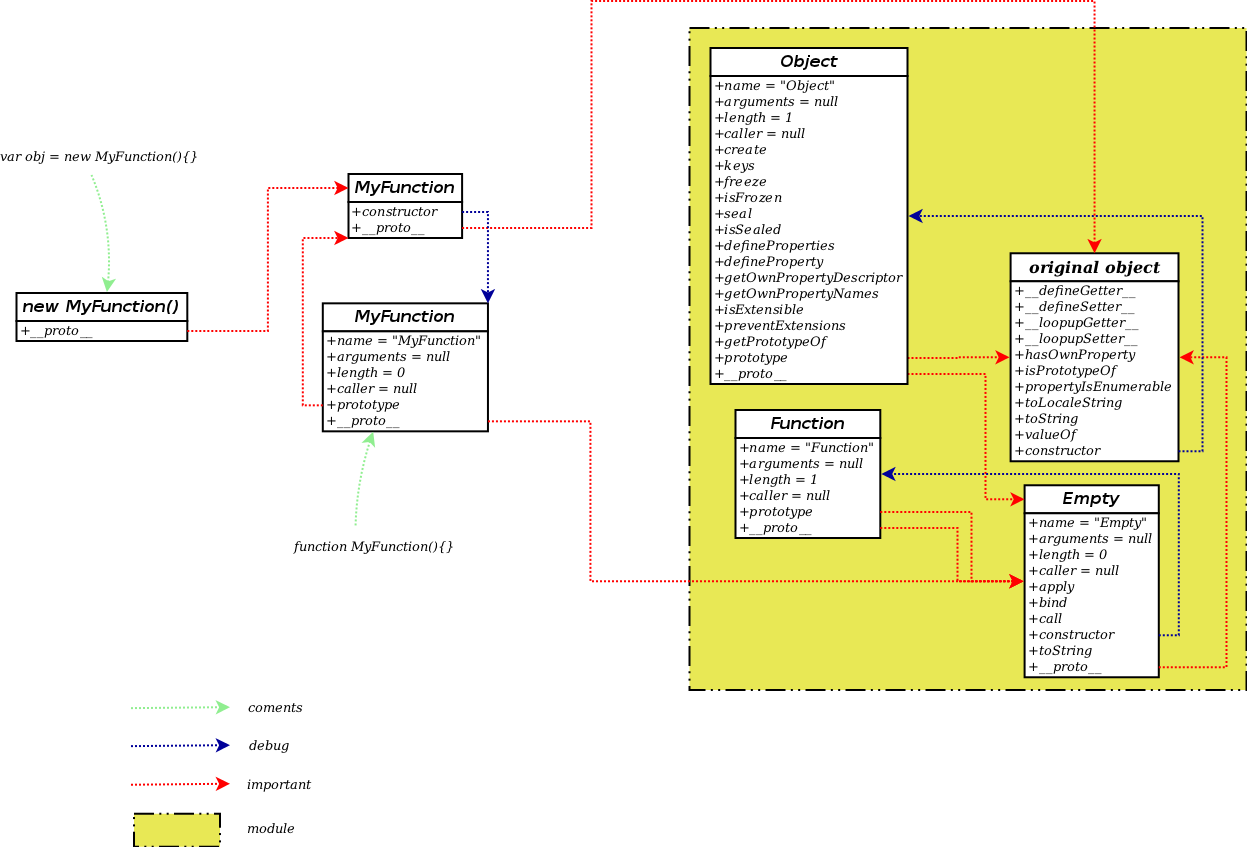 var obj = new MyFunction(){}
new MyFunction()
+__proto__
MyFunction
+constructor
+__proto__
MyFunction
+name = "MyFunction"
+arguments = null
+length = 0
+caller = null
+prototype
+__proto__
function MyFunction(){}
Object
+name = "Object"
+arguments = null
+length = 1
+caller = null
+create
+keys
+freeze
+isFrozen
+seal
+isSealed
+defineProperties
+defineProperty
+getOwnPropertyDescriptor
+getOwnPropertyNames
+isExtensible
+preventExtensions
+getPrototypeOf
+prototype
+__proto__
original object
+__defineGetter__
+__defineSetter__
+__loopupGetter__
+__loopupSetter__
+hasOwnProperty
+isPrototypeOf
+propertyIsEnumerable
+toLocaleString
+toString
+valueOf
+constructor
Function
+name = "Function"
+arguments = null
+length = 1
+caller = null
+prototype
+__proto__
Empty
+name = "Empty"
+arguments = null
+length = 0
+caller = null
+apply
+bind
+call
+constructor
+toString
+__proto__
coments
debug
important
module